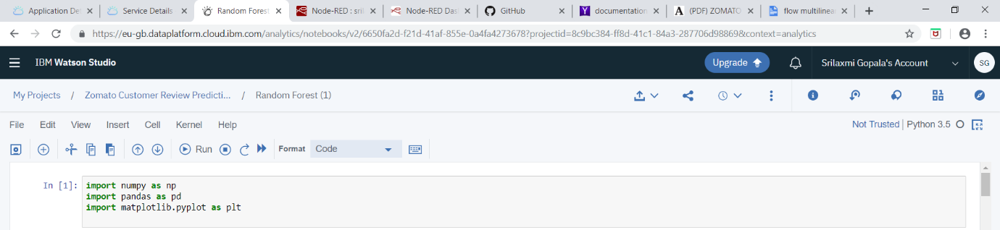 Application Det
Service Details
Random Forest
Node-RED : sril
Node-RED Das
GitHub
documentation
(PDF) ZOMATO
flow multilinea
https://eu-gb.dataplatform.cloud.ibm.com/analytics/notebooks/v2/6650fa2d-f21d-41af-855e-0a4fa4273678?projectid=8c9bc384-ff8d-41c1-84a3-287706d98869&context=analytics
IBM Watson Studio
Upgrade
Srilaxmi Gopala's Account
SG
My Projects / Zomato Customer Review Predicti... / Random Forest (1)
File Edit View Insert Cell Kernel Help
Not Trusted | Python 3.5
Run
Format
Code
In [1]:
import numpy as np
import pandas as pd
import matplotlib.pyplot as plt